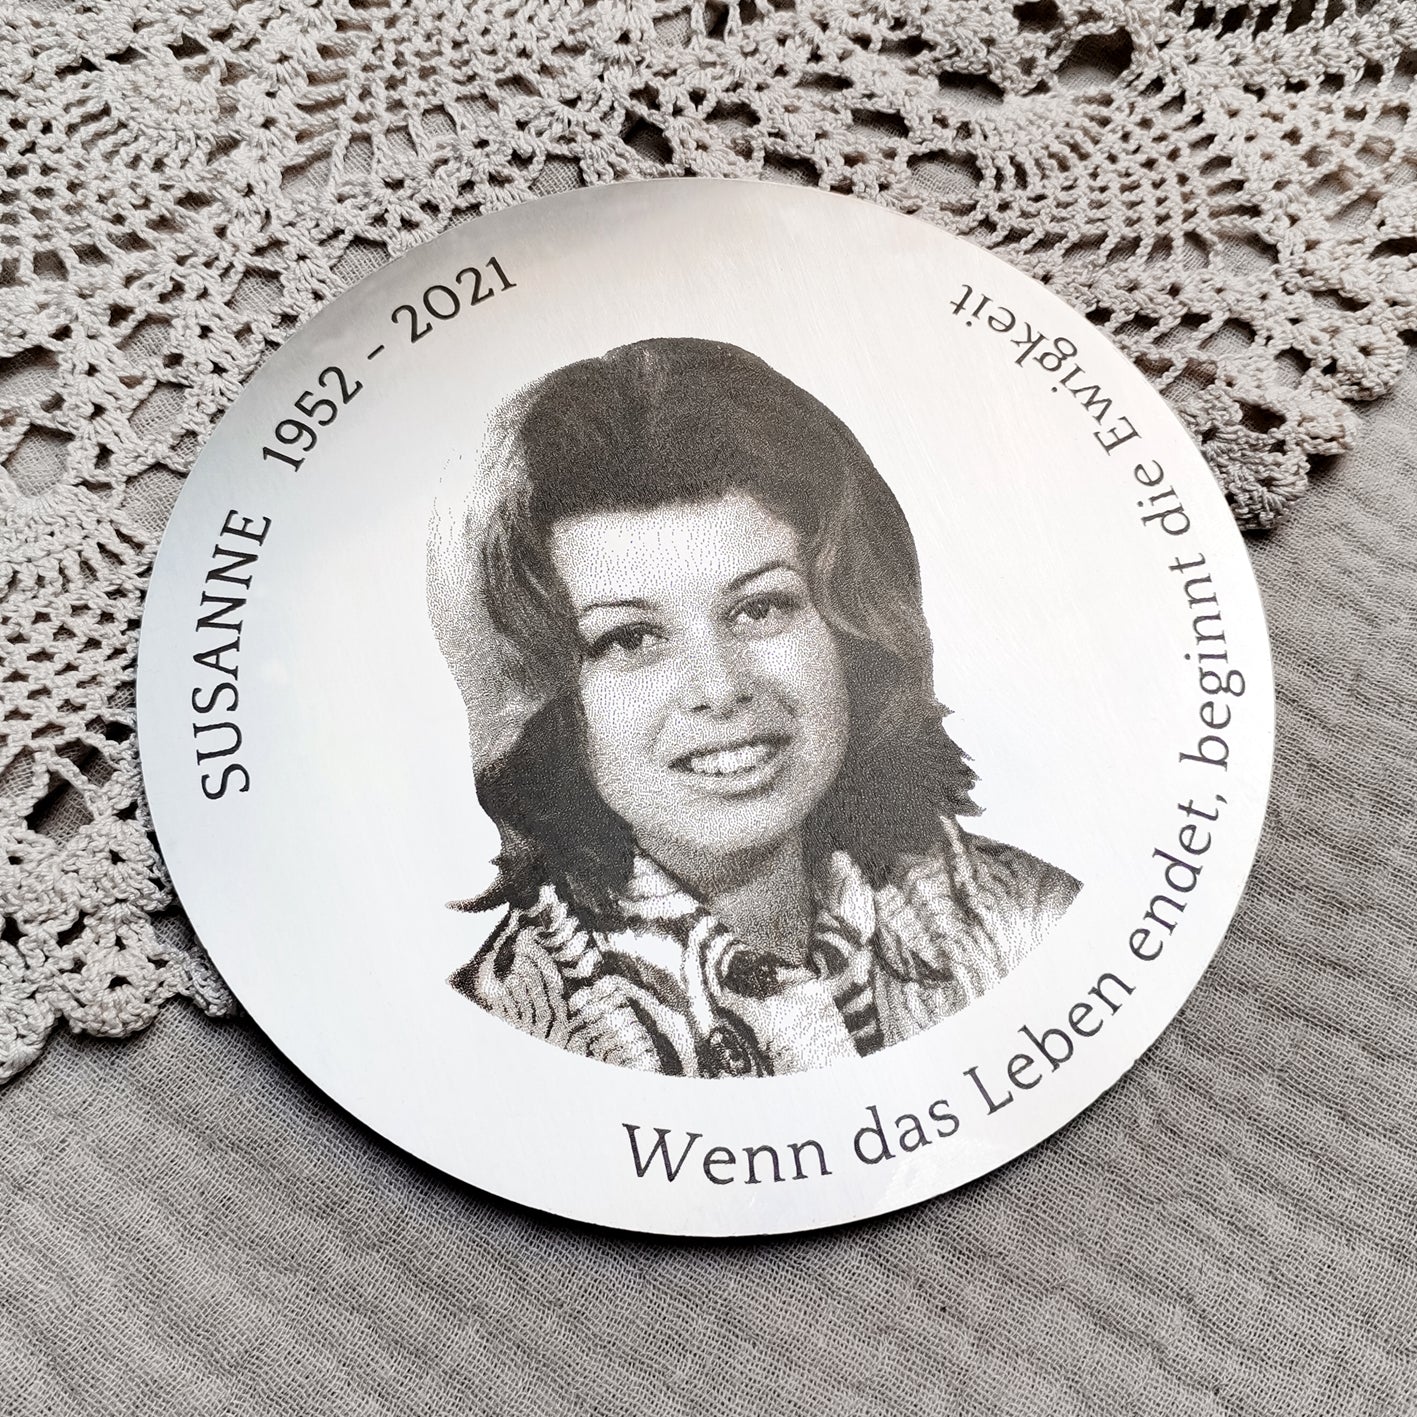 SUSANNE 1952 - 2021
Wenn das Leben endet, beginnt die Ewigkeit